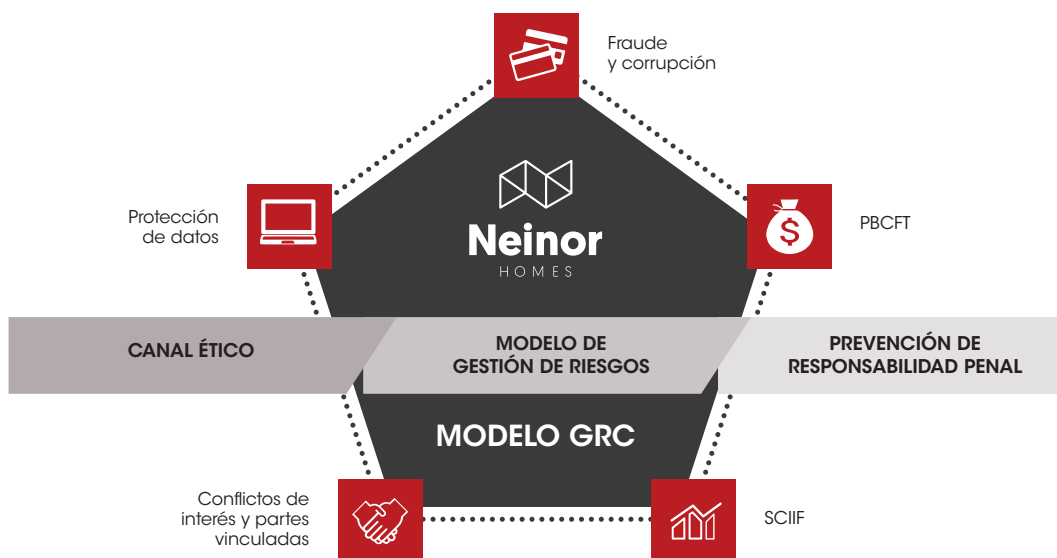 Fraude
y corrupción
Protección
de datos
Neinor
HOMES
$
PBCFT
CANAL ÉTICO
MODELO DE
GESTIÓN DE RIESGOS
PREVENCIÓN DE
RESPONSABILIDAD PENAL
MODELO GRC
Conflictos de
interés y partes
vinculadas
SCIIF